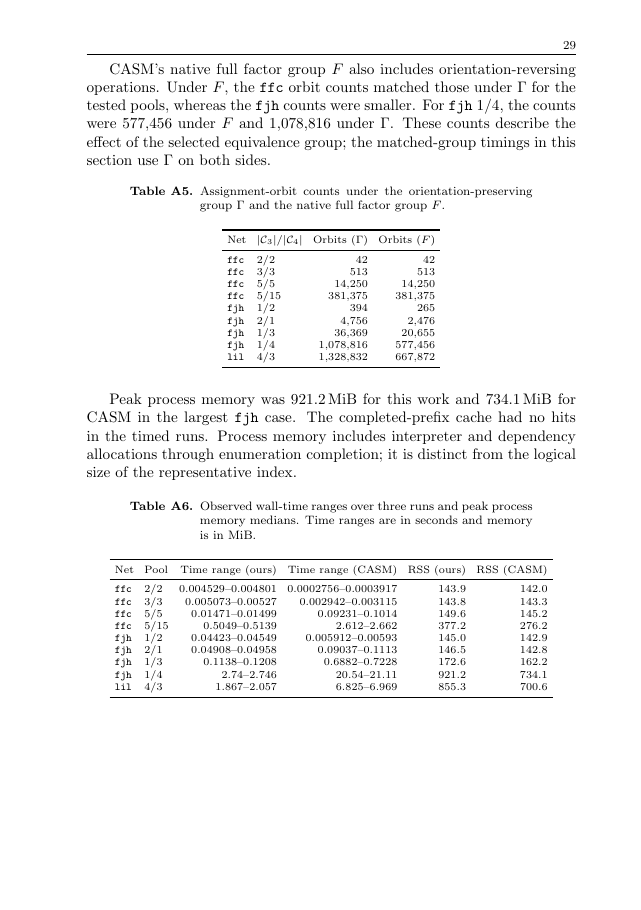 29
CASM's native full factor group F also includes orientation-reversing
operations. Under F, the ffc orbit counts matched those under Γ for the
tested pools, whereas the fjh counts were smaller. For fjh 1/4, the counts
were 577,456 under F and 1,078,816 under Γ. These counts describe the
effect of the selected equivalence group; the matched-group timings in this
section use Γ on both sides.
Table A5. Assignment-orbit counts under the orientation-preserving
group Γ and the native full factor group F.
Net |C₃|/|C₄| Orbits (Γ) Orbits (F)
ffc 2/2 42 42
ffc 3/3 513 513
ffc 5/5 14,250 14,250
ffc 5/15 381,375 381,375
fjh 1/2 394 265
fjh 2/1 4,756 2,476
fjh 1/3 36,369 20,655
fjh 1/4 1,078,816 577,456
lil 4/3 1,328,832 667,872
Peak process memory was 921.2 MiB for this work and 734.1 MiB for
CASM in the largest fjh case. The completed-prefix cache had no hits
in the timed runs. Process memory includes interpreter and dependency
allocations through enumeration completion; it is distinct from the logical
size of the representative index.
Table A6. Observed wall-time ranges over three runs and peak process
memory medians. Time ranges are in seconds and memory
is in MiB.
Net Pool Time range (ours) Time range (CASM) RSS (ours) RSS (CASM)
ffc 2/2 0.004529–0.004801 0.0002756–0.0003917 143.9 142.0
ffc 3/3 0.005073–0.00527 0.002942–0.003115 143.8 143.3
ffc 5/5 0.01471–0.01499 0.09231–0.1014 149.6 145.2
ffc 5/15 0.5049–0.5139 2.612–2.662 377.2 276.2
fjh 1/2 0.04423–0.04549 0.005912–0.00593 145.0 142.9
fjh 2/1 0.04908–0.04958 0.09037–0.1113 146.5 142.8
fjh 1/3 0.1138–0.1208 0.6882–0.7228 172.6 162.2
fjh 1/4 2.74–2.746 20.54–21.11 921.2 734.1
lil 4/3 1.867–2.057 6.825–6.969 855.3 700.6